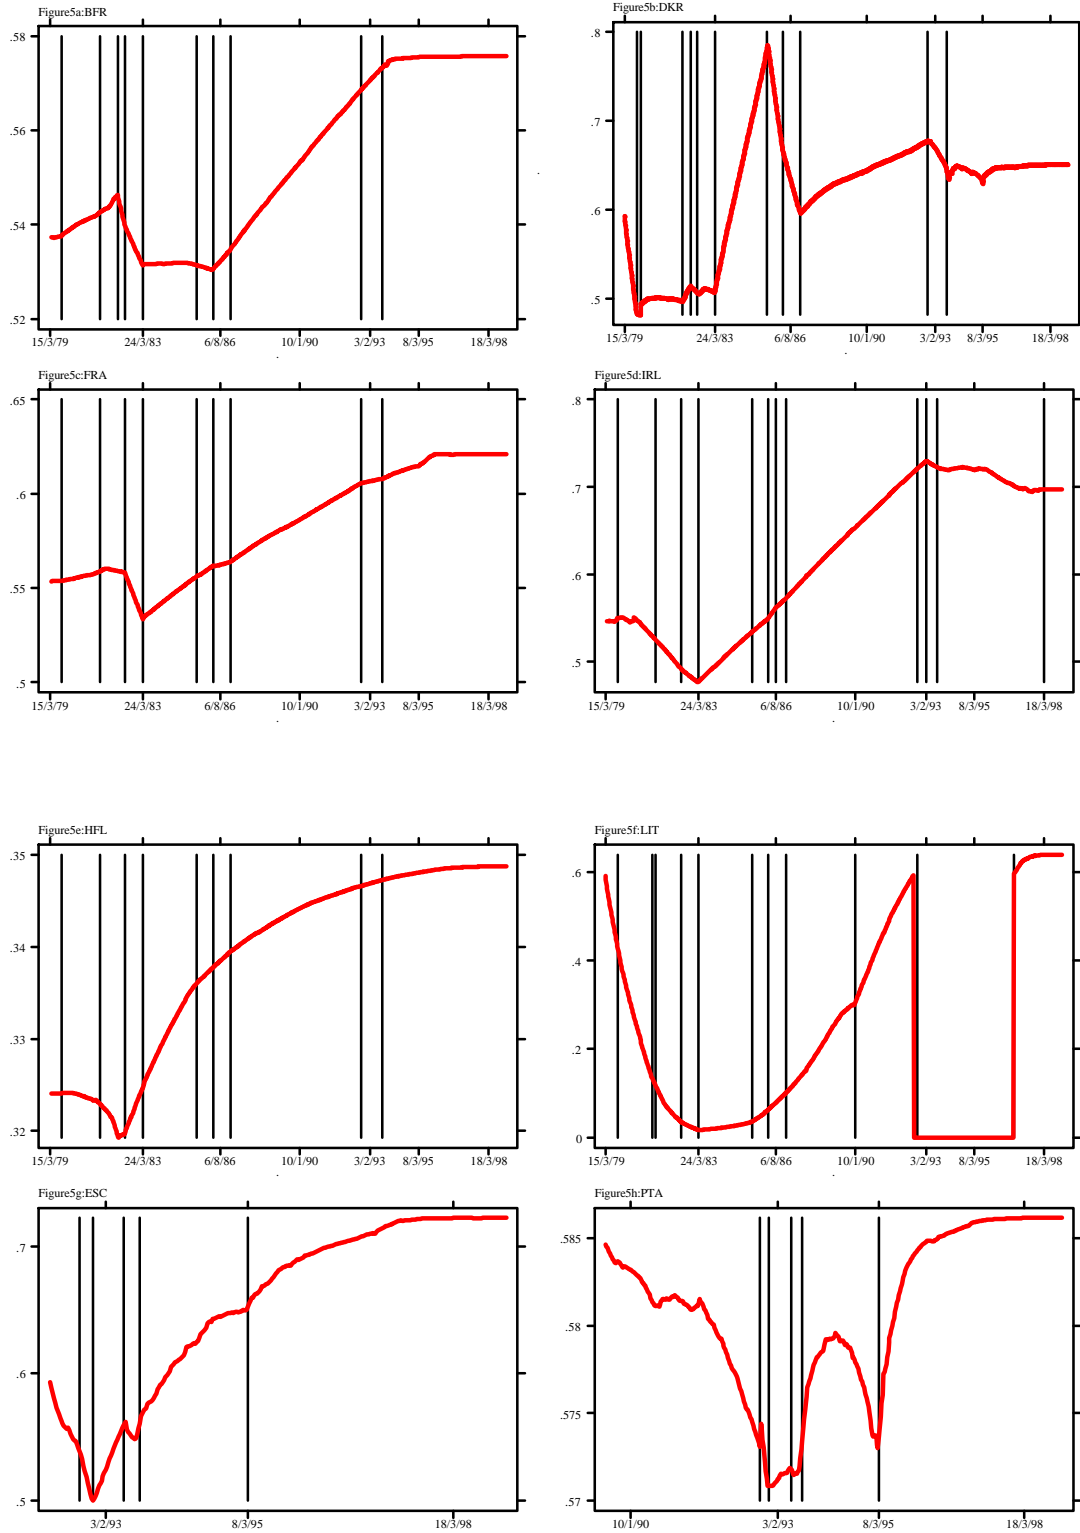 Figure5a:BFR
.58
.56
.54
.52
15/3/79 24/3/83 6/8/86 10/1/90 3/2/93 8/3/95 18/3/98
Figure5b:DKR
.8
.7
.6
.5
15/3/79 24/3/83 6/8/86 10/1/90 3/2/93 8/3/95 18/3/98
Figure5c:FRA
.65
.6
.55
.5
15/3/79 24/3/83 6/8/86 10/1/90 3/2/93 8/3/95 18/3/98
Figure5d:IRL
.8
.7
.6
.5
15/3/79 24/3/83 6/8/86 10/1/90 3/2/93 8/3/95 18/3/98
Figure5e:HFL
.35
.34
.33
.32
15/3/79 24/3/83 6/8/86 10/1/90 3/2/93 8/3/95 18/3/98
Figure5f:LIT
.6
.4
.2
0
15/3/79 24/3/83 6/8/86 10/1/90 3/2/93 8/3/95 18/3/98
Figure5g:ESC
.7
.6
.5
3/2/93 8/3/95 18/3/98
Figure5h:PTA
.585
.58
.575
.57
10/1/90 3/2/93 8/3/95 18/3/98